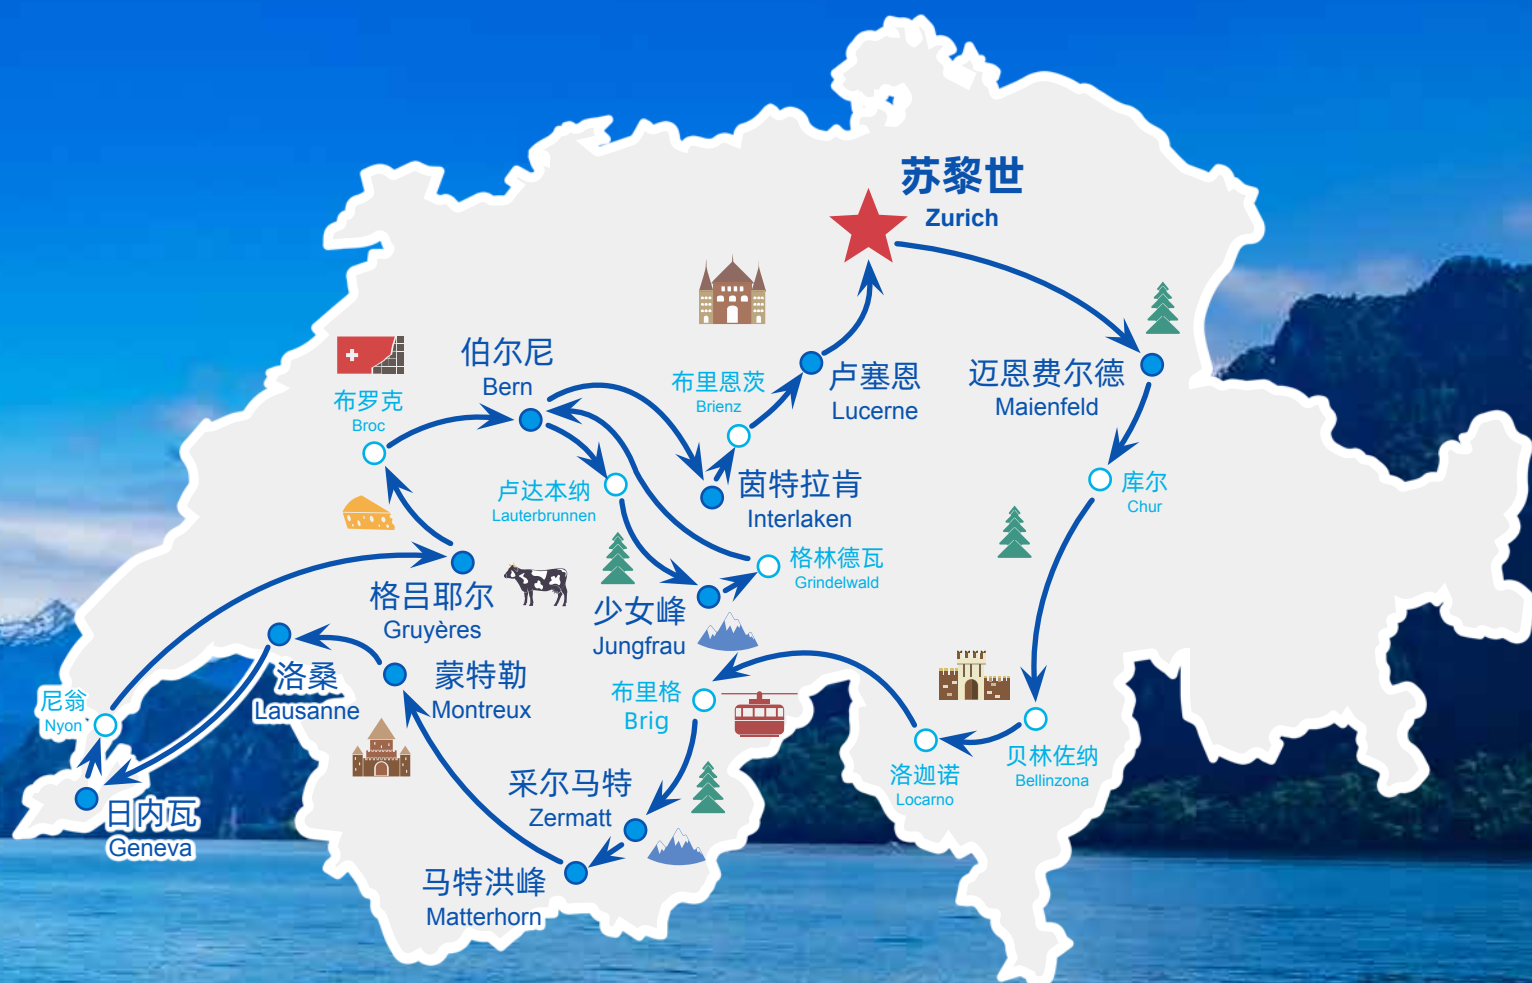 苏黎世
Zurich
伯尔尼
Bern
布罗克
Broc
布里恩茨
Brienz
卢塞恩
Lucerne
迈恩费尔德
Maienfeld
卢达本纳
Lauterbrunnen
茵特拉肯
Interlaken
库尔
Chur
格林德瓦
Grindelwald
格吕耶尔
Gruyères
少女峰
Jungfrau
洛桑
Lausanne
蒙特勒
Montreux
布里格
Brig
尼翁
Nyon
贝林佐纳
Bellinzona
洛迦诺
Locarno
采尔马特
Zermatt
日内瓦
Geneva
马特洪峰
Matterhorn